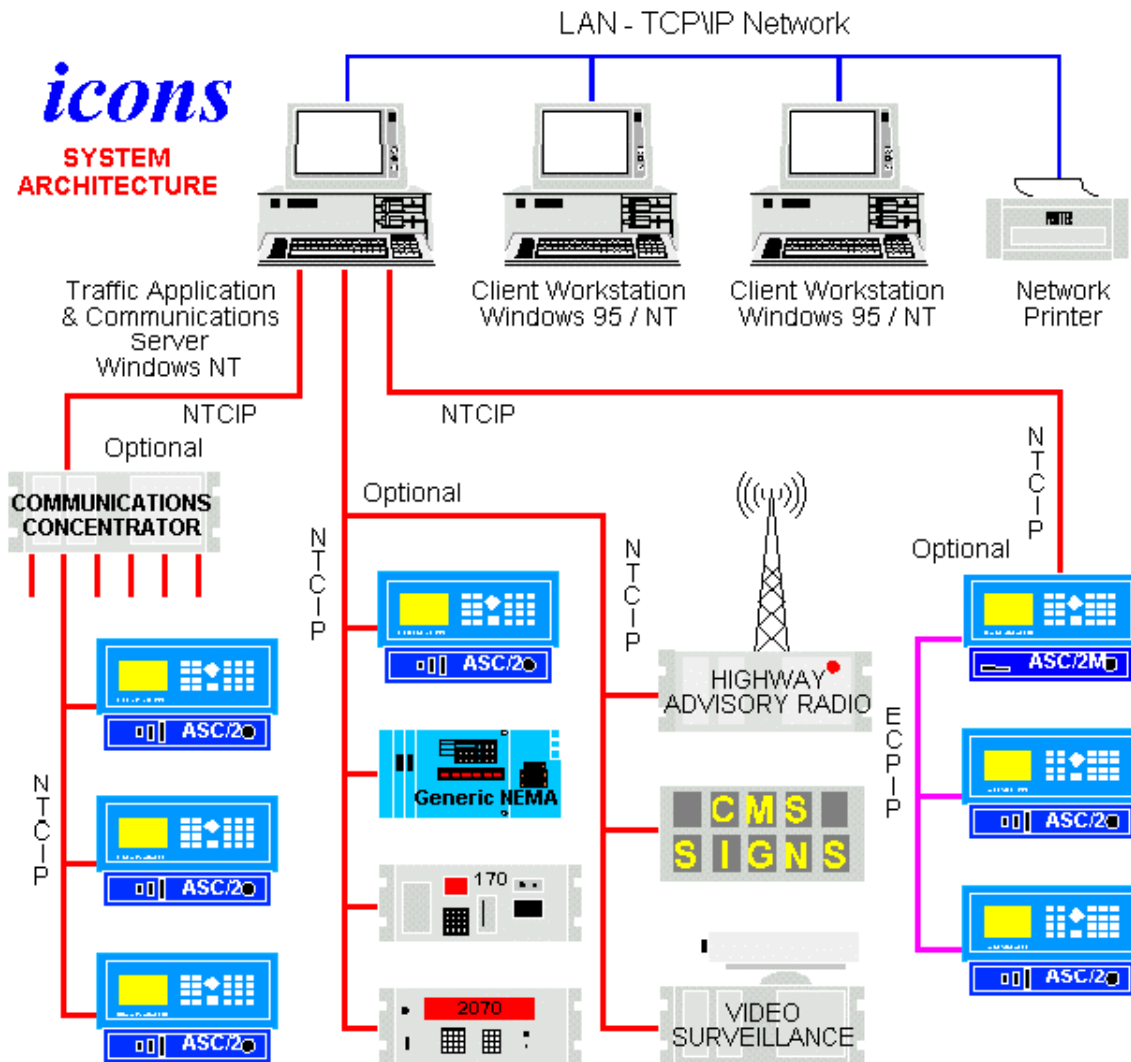 LAN - TCP\IP Network
icons
SYSTEM
ARCHITECTURE
PRINTER
Traffic Application
& Communications
Server
Windows NT
Client Workstation
Windows 95 / NT
Client Workstation
Windows 95 / NT
Network
Printer
NTCIP
NTCIP
Optional
COMMUNICATIONS
CONCENTRATOR
NTCIP
ASC/2
ASC/2
ASC/2
Optional
NTCIP
ASC/2
Generic NEMA
170
2070
NTCIP
HIGHWAY
ADVISORY RADIO
CMS
SIGNS
VIDEO
SURVEILLANCE
NTCIP
Optional
ECPIP
ASC/2M
ASC/2
ASC/2